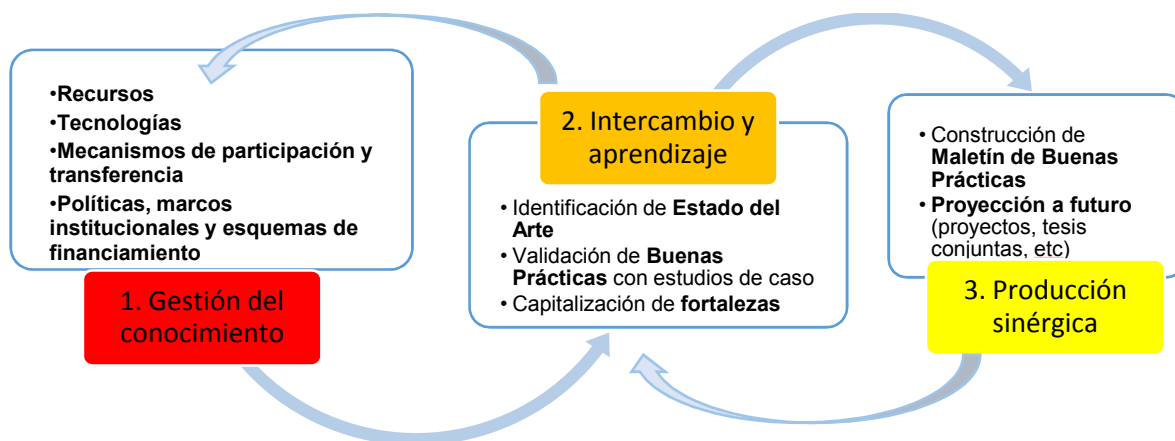 •Recursos
•Tecnologías
•Mecanismos de participación y
transferencia
•Políticas, marcos
institucionales y esquemas de
financiamiento
1. Gestión del
conocimiento
2. Intercambio y
aprendizaje
• Identificación de Estado del
Arte
• Validación de Buenas
Prácticas con estudios de caso
• Capitalización de fortalezas
• Construcción de
Maletín de Buenas
Prácticas
• Proyección a futuro
(proyectos, tesis
conjuntas, etc)
3. Producción
sinérgica